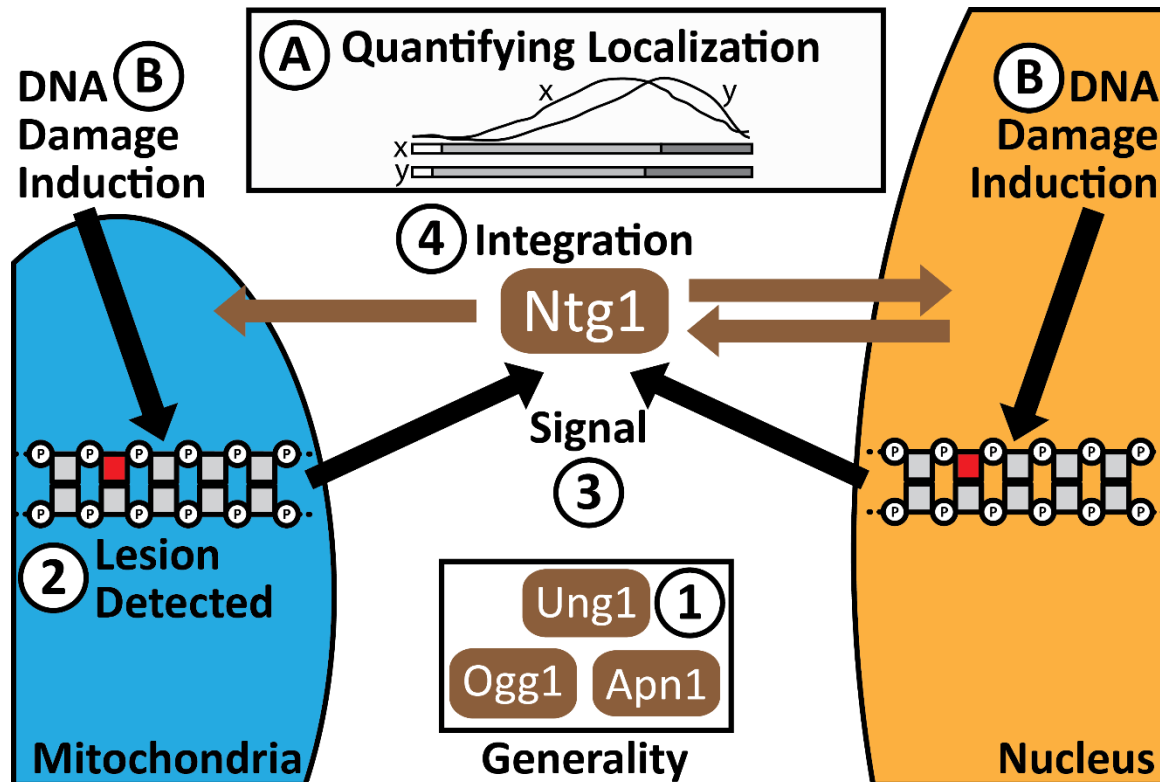 A Quantifying Localization
x y
x
y
DNA B
Damage
Induction
B DNA
Damage
Induction
4 Integration
Ntg1
Signal
3
P P P P P P
P P P P P P
P P P P P P
P P P P P P
2 Lesion
Detected
Ung1 1
Ogg1 Apn1
Generality
Mitochondria
Nucleus